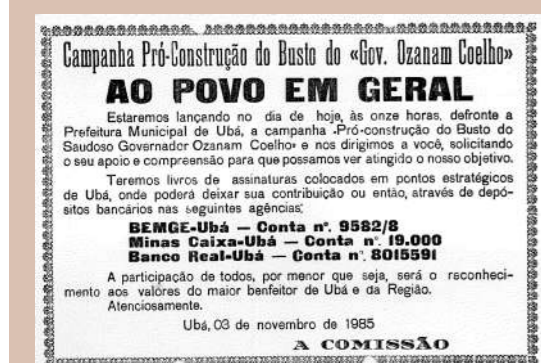 Campanha Pró-Construção do Busto do «Gov. Ozanam Coelho»
AO POVO EM GERAL
Estaremos lançando no dia de hoje, às onze horas, defronte a
Prefeitura Municipal de Ubá, a campanha «Pró-construção do Busto do
Saudoso Governador Ozanam Coelho» e nos dirigimos a você, solicitando
o seu apoio e compreensão para que possamos ver atingido o nosso objetivo.
Teremos livros de assinaturas colocados em pontos estratégicos
de Ubá, onde poderá deixar sua contribuição ou então, através de depó-
sitos bancários nas seguintes agências:
BEMGE-Ubá — Conta nº. 9582/8
Minas Caixa-Ubá — Conta nº. 19.000
Banco Real-Ubá — Conta nº 8015591
A participação de todos, por menor que seja, será o reconheci-
mento aos valores do maior benfeitor de Ubá e da Região.
Atenciosamente.
Ubá, 03 de novembro de 1985
A COMISSÃO